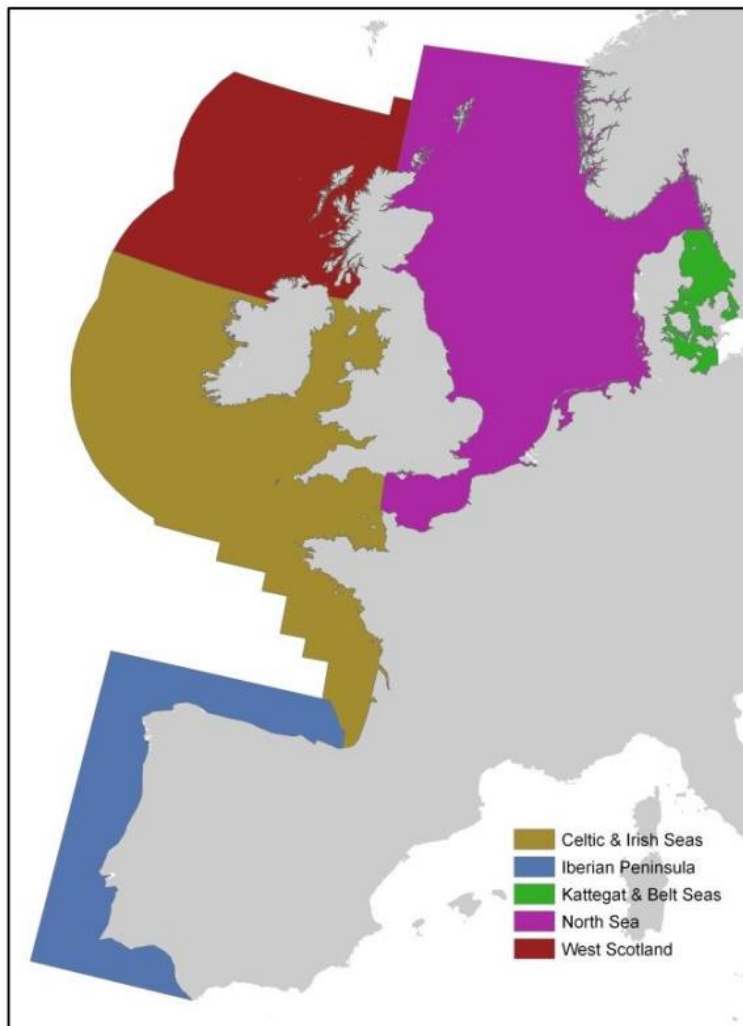 Celtic & Irish Seas
Iberian Peninsula
Kattegat & Belt Seas
North Sea
West Scotland